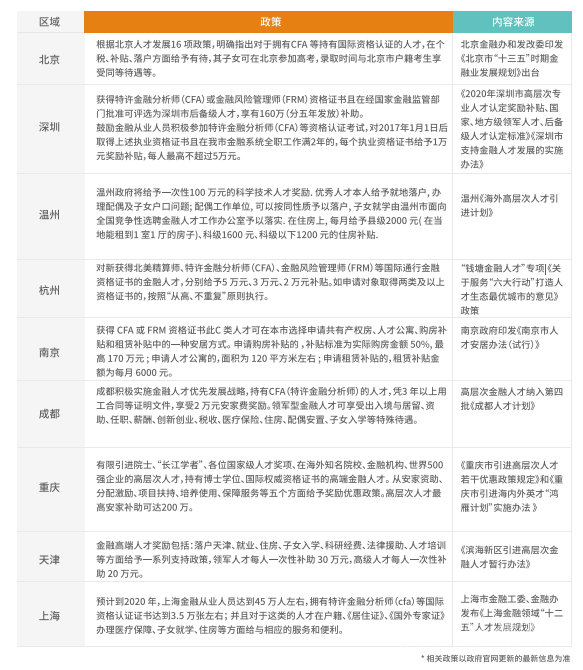 区域 政策 内容来源
北京
根据北京人才发展16 项政策，明确指出对于拥有CFA 等持有国际资格认证的人才，在个
税、补贴、落户方面给予有待，其子女可在北京参加高考，录取时间与北京市户籍考生享
受同等待遇等。
北京金融办和发改委印发
《北京市“十三五”时期金
融业发展规划》出台
深圳
获得特许金融分析师（CFA）或金融风险管理师（FRM）资格证书且在经国家金融监管部
门批准可评选为深圳市后备级人才，享有160万（分五年发放）补助。
鼓励金融从业人员积极参加特许金融分析师（CFA）等资格认证考试，对2017年1月1日后
取得上述执业资格证书且在我市金融系统全职工作满2年的，每个执业资格证书给予1万
元奖励补贴，每人最高不超过5万元。
《2020年深圳市高层次专
业人才认定奖励补贴、国
家、地方级领军人才、后备
级人才认定标准》《深圳市
支持金融人才发展的实施
办法》
温州
温州政府将给予一次性100 万元的科学技术人才奖励. 优秀人才本人给予就地落户, 办
理配偶及子女户口问题; 配偶工作单位, 可以按同性质予以落户, 子女就学由温州市面向
全国竞争性选聘金融人才工作办公室予以落实. 在住房上, 每月给予县级2000 元( 在当
地能租到1 室1 厅的房子)、科级1600 元、科级以下1200 元的住房补贴.
温州《海外高层次人才引
进计划》
杭州
对新获得北美精算师、特许金融分析师（CFA）、金融风险管理师（FRM）等国际通行金融
资格证书的金融人才，分别给予5 万元、3 万元、2 万元补贴。如申请对象取得两类及以上
资格证书的，按照“从高、不重复”原则执行。
“钱塘金融人才”专项|《关
于服务“六大行动”打造人
才生态最优城市的意见》
政策
南京
获得 CFA 或 FRM 资格证书此C 类人才可在本市选择申请共有产权房、人才公寓、购房补
贴和租赁补贴中的一种安居方式。申请购房补贴的 ，补贴标准为实际购房金额 50%，最
高 170 万元 ；申请人才公寓的，面积为 120 平方米左右 ；申请租赁补贴的，租赁补贴金
额为每月 6000 元。
南京政府印发《南京市人
才安居办法（试行）》
成都
成都积极实施金融人才优先发展战略，持有CFA（特许金融分析师）的人才，凭3 年以上用
工合同等证明文件，享受2 万元安家费奖励。领军型金融人才可享受出入境与居留、资
助、任职、薪酬、创新创业、税收、医疗保险、住房、配偶安置、子女入学等特殊待遇。
高层次金融人才纳入第四
批《成都人才计划》
重庆
有限引进院士、“长江学者”、各位国家级人才奖项、在海外知名院校、金融机构、世界500
强企业的高层次人才，持有博士学位、国际权威资格证书的高端金融人才。从安家资助、
分配激励、项目扶持、培养使用、保障服务等五个方面给予奖励优惠政策。高层次人才最
高安家补助可达200 万。
《重庆市引进高层次人才
若干优惠政策规定》和《重
庆市引进海内外英才“鸿
雁计划”实施办法 》
天津
金融高端人才奖励包括：落户天津、就业、住房、子女入学、科研经费、法律援助、人才培训
等方面给予一系列支持政策，领军人才每人一次性补助 30 万元，高级人才每人一次性补
助 20 万元。
《滨海新区引进高层次金
融人才暂行办法》
上海
预计到2020 年，上海金融从业人员达到45 万人左右，拥有特许金融分析师（cfa）等国际
资格认证证书达到3.5 万张左右；并且对于这类的人才在户籍、《居住证》、《国外专家证》
办理医疗保障、子女就学、住房等方面给与相应的服务和便利。
上海市金融工委、金融办
发布《上海金融领域“十二
五”人才发展规划》
* 相关政策以政府官网更新的最新信息为准